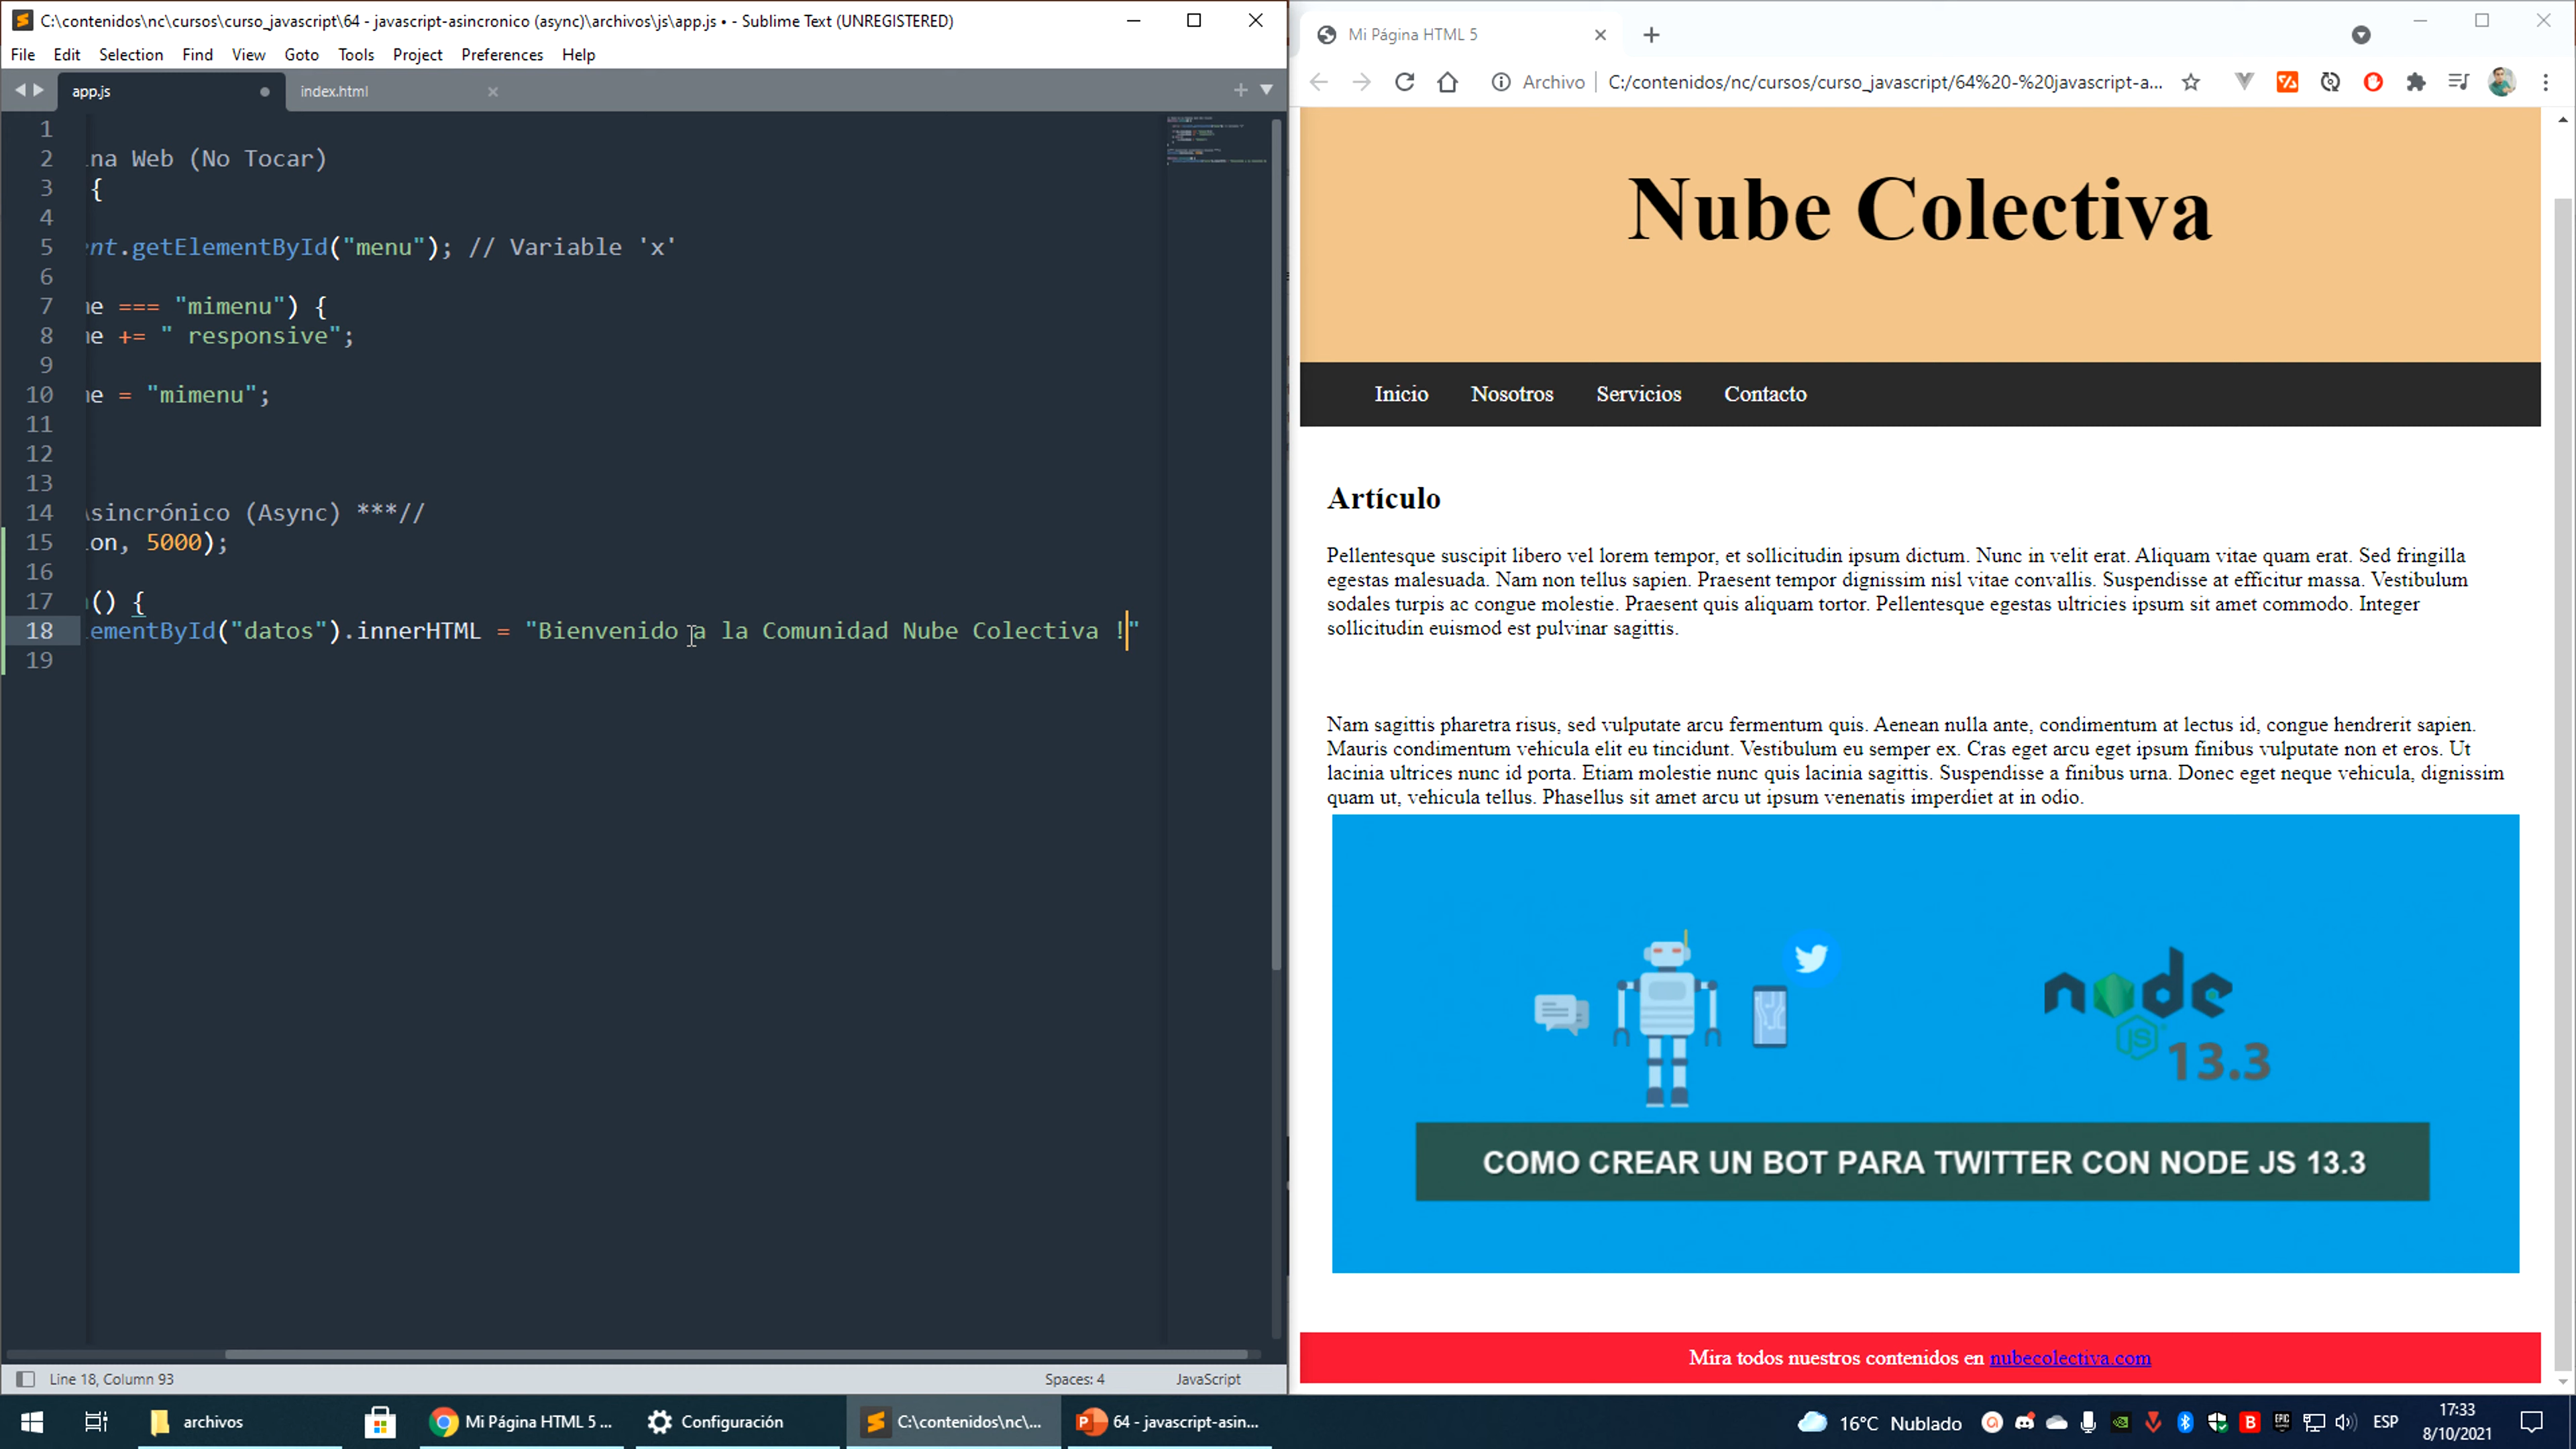 C:\contenidos\nc\cursos\curso_javascript\64 - javascript-asincronico (async)\archivos\js\app.js • - Sublime Text (UNREGISTERED)
File Edit Selection Find View Goto Tools Project Preferences Help
app.js index.html
1
2 ina Web (No Tocar)
3 {
4
5 ent.getElementById("menu"); // Variable 'x'
6
7 me === "mimenu") {
8 me += " responsive";
9
10 me = "mimenu";
11
12
13
14 Asincrónico (Async) ***//
15 ion, 5000);
16
17 () {
18 lementById("datos").innerHTML = "Bienvenido a la Comunidad Nube Colectiva !"
19
Line 18, Column 93 Spaces: 4 JavaScript
Mi Página HTML 5
Archivo C:/contenidos/nc/cursos/curso_javascript/64%20-%20javascript-a...
Nube Colectiva
Inicio Nosotros Servicios Contacto
Artículo
Pellentesque suscipit libero vel lorem tempor, et sollicitudin ipsum dictum. Nunc in velit erat. Aliquam vitae quam erat. Sed fringilla
egestas malesuada. Nam non tellus sapien. Praesent tempor dignissim nisl vitae convallis. Suspendisse at efficitur massa. Vestibulum
sodales turpis ac congue molestie. Praesent quis aliquam tortor. Pellentesque egestas ultricies ipsum sit amet commodo. Integer
sollicitudin euismod est pulvinar sagittis.
Nam sagittis pharetra risus, sed vulputate arcu fermentum quis. Aenean nulla ante, condimentum at lectus id, congue hendrerit sapien.
Mauris condimentum vehicula elit eu tincidunt. Vestibulum eu semper ex. Cras eget arcu eget ipsum finibus vulputate non et eros. Ut
lacinia ultrices nunc id porta. Etiam molestie nunc quis lacinia sagittis. Suspendisse a finibus urna. Donec eget neque vehicula, dignissim
quam ut, vehicula tellus. Phasellus sit amet arcu ut ipsum venenatis imperdiet at in odio.
node
JS
13.3
COMO CREAR UN BOT PARA TWITTER CON NODE JS 13.3
Mira todos nuestros contenidos en nubecolectiva.com
archivos Mi Página HTML 5 ... Configuración C:\contenidos\nc\... 64 - javascript-asin... 16°C Nublado ESP 17:33
8/10/2021